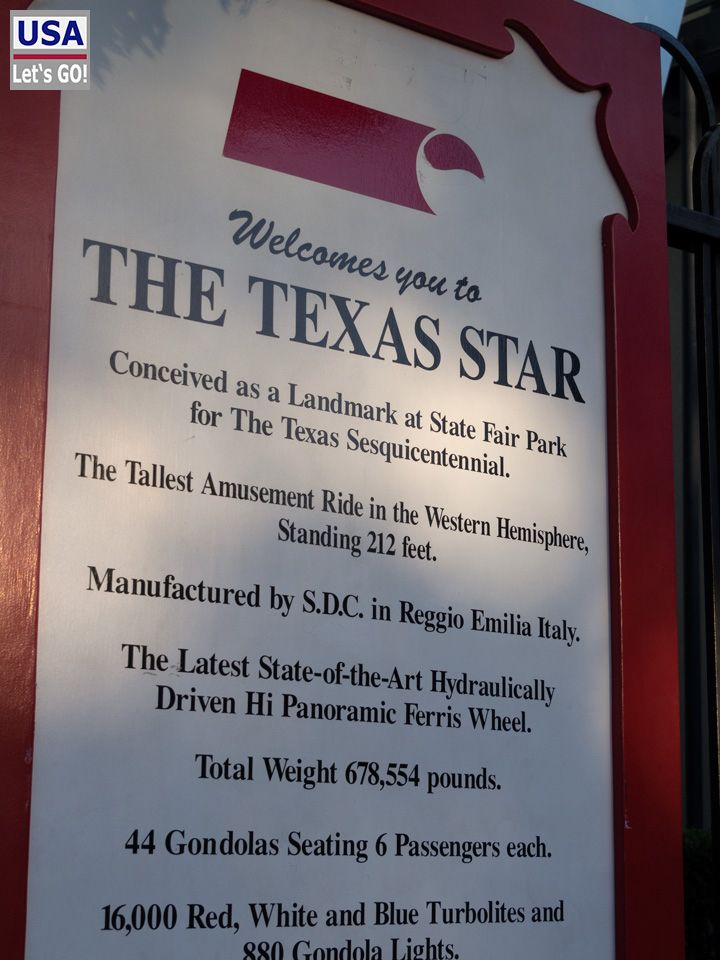 USA
Let's GO!
Welcomes you to
THE TEXAS STAR
Conceived as a Landmark at State Fair Park
for The Texas Sesquicentennial.
The Tallest Amusement Ride in the Western Hemisphere,
Standing 212 feet.
Manufactured by S.D.C. in Reggio Emilia Italy.
The Latest State-of-the-Art Hydraulically
Driven Hi Panoramic Ferris Wheel.
Total Weight 678,554 pounds.
44 Gondolas Seating 6 Passengers each.
16,000 Red, White and Blue Turbolites and
880 Gondola Lights.